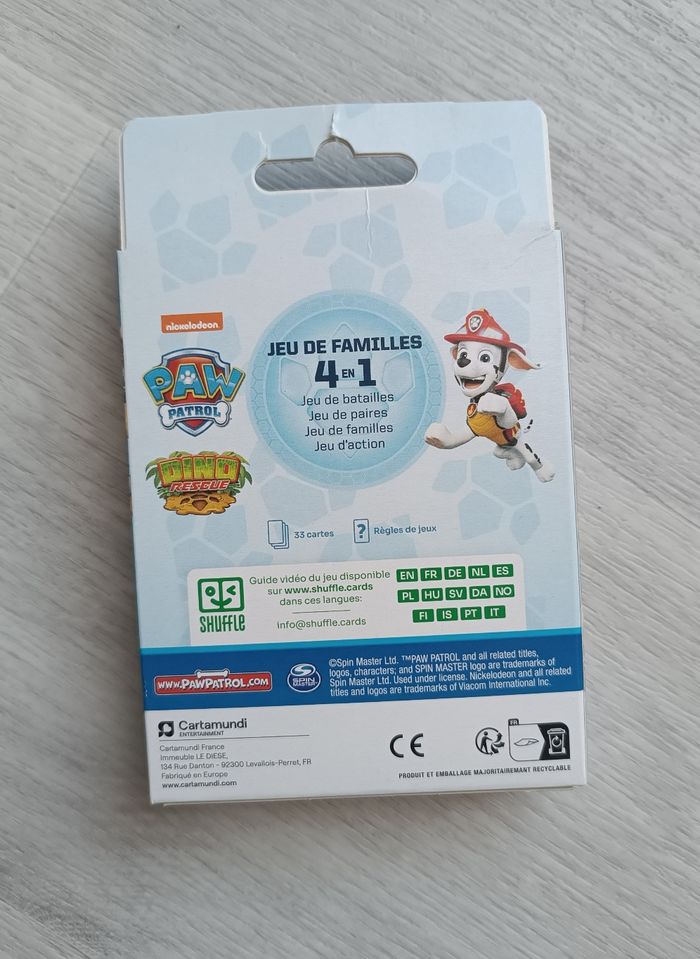 nickelodeon
PAW
PATROL
DINO
RESCUE
JEU DE FAMILLES
4 EN 1
Jeu de batailles
Jeu de paires
Jeu de familles
Jeu d'action
33 cartes
?
Règles de jeux
SHUFFLE
Guide vidéo du jeu disponible
sur www.shuffle.cards
dans ces langues:
info@shuffle.cards
EN FR DE NL ES
PL HU SV DA NO
FI IS PT IT
www.PAWPATROL.COM
SPIN
MASTER
©Spin Master Ltd. ™PAW PATROL and all related titles,
logos, characters; and SPIN MASTER logo are trademarks of
Spin Master Ltd. Used under license. Nickelodeon and all related
titles and logos are trademarks of Viacom International Inc.
Cartamundi
ENTERTAINMENT
Cartamundi France
Immeuble LE DIESE,
134 Rue Danton - 92300 Levallois-Perret, FR
Fabriqué en Europe
www.cartamundi.com
CE
FR
PRODUIT ET EMBALLAGE MAJORITAIREMENT RECYCLABLE